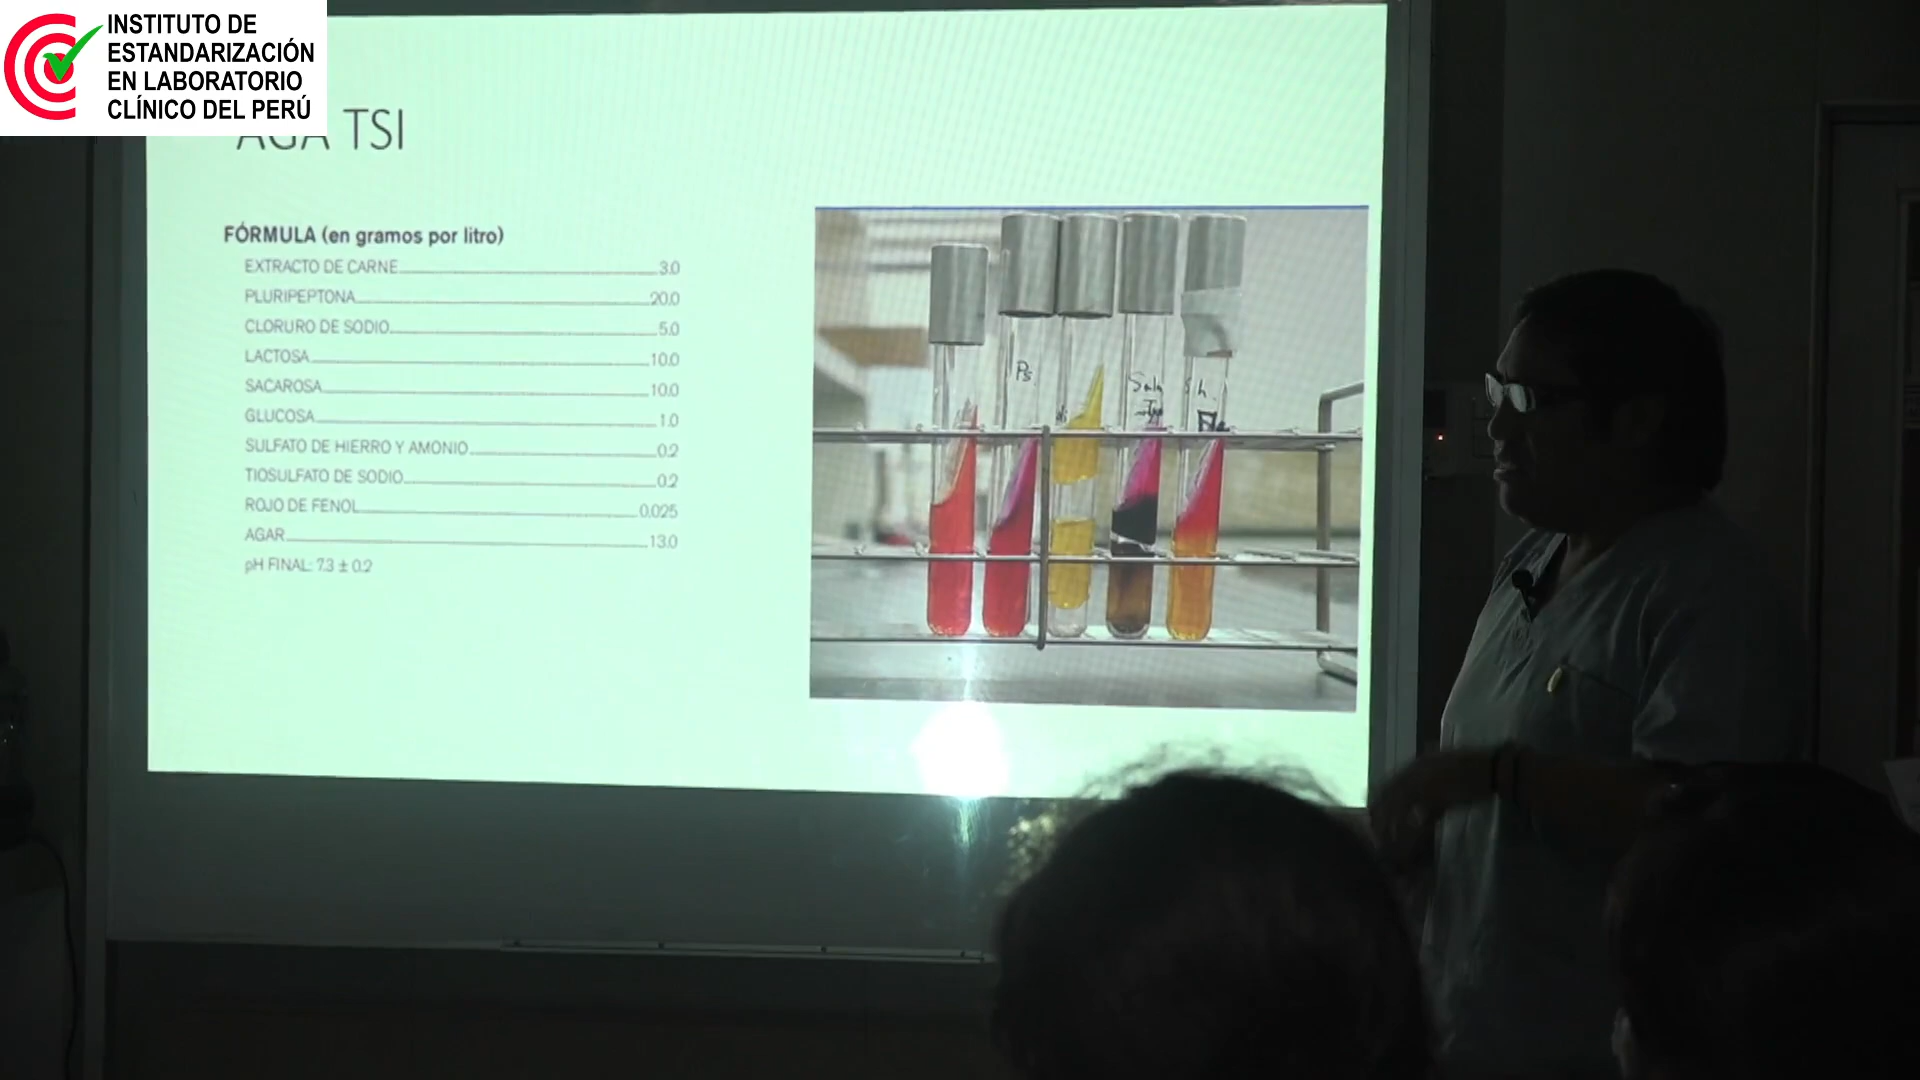 INSTITUTO DE
ESTANDARIZACIÓN
EN LABORATORIO
CLÍNICO DEL PERÚ
AGA TSI
FÓRMULA (en gramos por litro)
EXTRACTO DE CARNE 3.0
PLURIPEPTONA 20.0
CLORURO DE SODIO 5.0
LACTOSA 10.0
SACAROSA 10.0
GLUCOSA 1.0
SULFATO DE HIERRO Y AMONIO 0.2
TIOSULFATO DE SODIO 0.2
ROJO DE FENOL 0.025
AGAR 13.0
pH FINAL: 7.3 ± 0.2
Ps